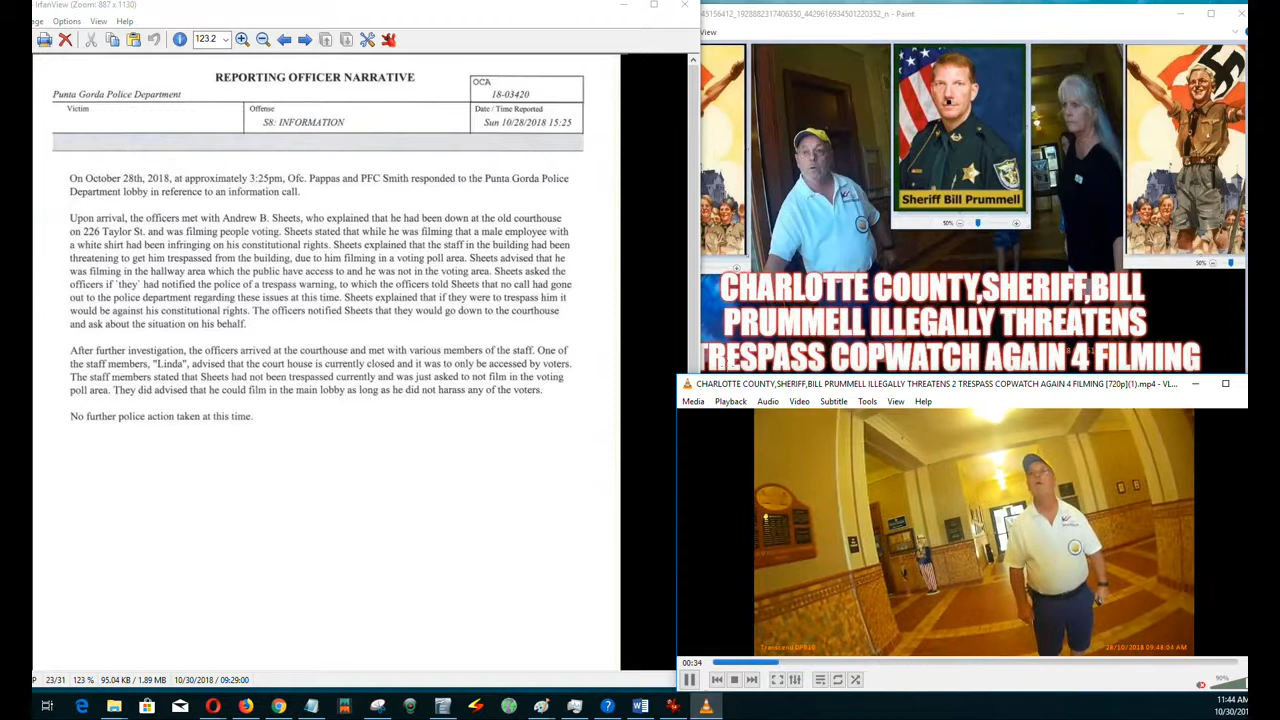 IrfanView (Zoom: 887 x 1130)
Options View Help
123.2
REPORTING OFFICER NARRATIVE
Punta Gorda Police Department
OCA
18-03420
Victim
Offense
S8: INFORMATION
Date / Time Reported
Sun 10/28/2018 15:25
On October 28th, 2018, at approximately 3:25pm, Ofc. Pappas and PFC Smith responded to the Punta Gorda Police
Department lobby in reference to an information call.
Upon arrival, the officers met with Andrew B. Sheets, who explained that he had been down at the old courthouse
on 226 Taylor St. and was filming people vote. Sheets stated that while he was filming that a male employee with
a white shirt had been infringing on his constitutional rights. Sheets explained that the staff in the building had been
threatening to get him trespassed from the building, due to him filming in a voting poll area. Sheets advised that he
was filming in the hallway area which the public have access to and he was not in the voting area. Sheets asked the
officers if 'they' had notified the police of a trespass warning, to which the officers told Sheets that no call had gone
out to the police department regarding these issues at this time. Sheets explained that if they were to trespass him it
would be against his constitutional rights. The officers notified Sheets that they would go down to the courthouse
and ask about the situation on his behalf.
After further investigation, the officers arrived at the courthouse and met with various members of the staff. One of
the staff members, "Linda", advised that the court house is currently closed and it was to only be accessed by voters.
The staff members stated that Sheets had not been trespassed currently and was just asked to not film in the voting
poll area. They did advised that he could film in the main lobby as long as he did not harass any of the voters.
No further police action taken at this time.
23/31 23 % 95.04 KB / 1.89 MB 10/30/2018 / 09:29:00
45156412_1928882317406350_4429616934501220352_n - Paint
View
Sheriff Bill Prummell
50%
50%
CHARLOTTE COUNTY,SHERIFF,BILL
PRUMMELL ILLEGALLY THREATENS
TRESPASS COPWATCH AGAIN 4 FILMING
CHARLOTTE COUNTY,SHERIFF,BILL PRUMMELL ILLEGALLY THREATENS 2 TRESPASS COPWATCH AGAIN 4 FILMING [720p](1).mp4 - VL...
Media Playback Audio Video Subtitle Tools View Help
Transcend DPB10
28/10/2018 09:48:04 AM
00:34
90%
11:44 AM
10/30/201